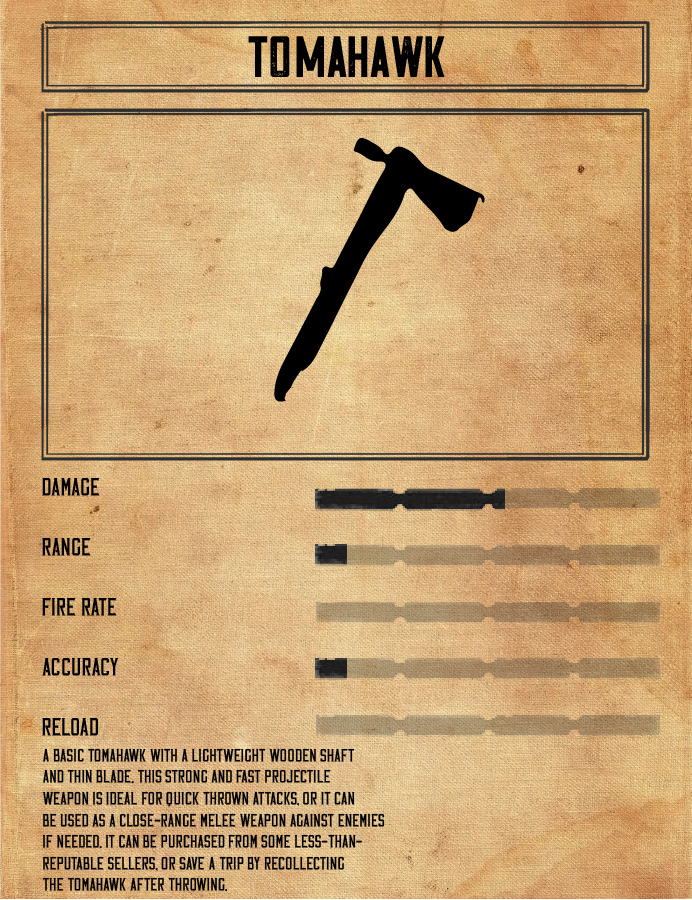 TOMAHAWK
DAMAGE
RANGE
FIRE RATE
ACCURACY
RELOAD
A BASIC TOMAHAWK WITH A LIGHTWEIGHT WOODEN SHAFT
AND THIN BLADE. THIS STRONG AND FAST PROJECTILE
WEAPON IS IDEAL FOR QUICK THROWN ATTACKS, OR IT CAN
BE USED AS A CLOSE-RANGE MELEE WEAPON AGAINST ENEMIES
IF NEEDED. IT CAN BE PURCHASED FROM SOME LESS-THAN-
REPUTABLE SELLERS, OR SAVE A TRIP BY RECOLLECTING
THE TOMAHAWK AFTER THROWING.